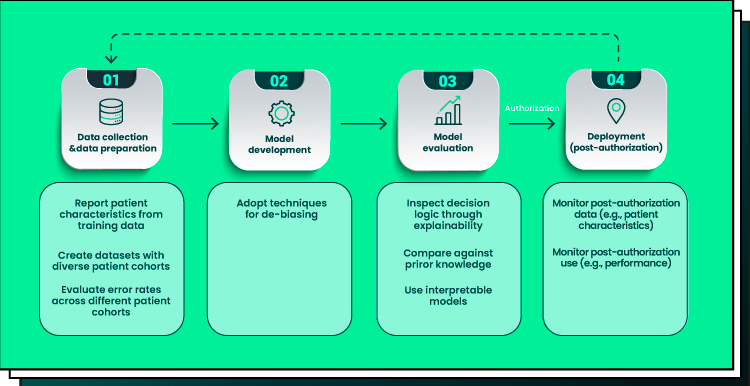 01
Data collection
&data preparation
02
Model
development
03
Model
evaluation
Authorization
04
Deployment
(post-authorization)
Report patient
characteristics from
training data
Create datasets with
diverse patient cohorts
Evaluate error rates
across different patient
cohorts
Adopt techniques
for de-biasing
Inspect decision
logic through
explainability
Compare against
priror knowledge
Use interpretable
models
Monitor post-authorization
data (e.g., patient
characteristics)
Monitor post-authorization
use (e.g., performance)